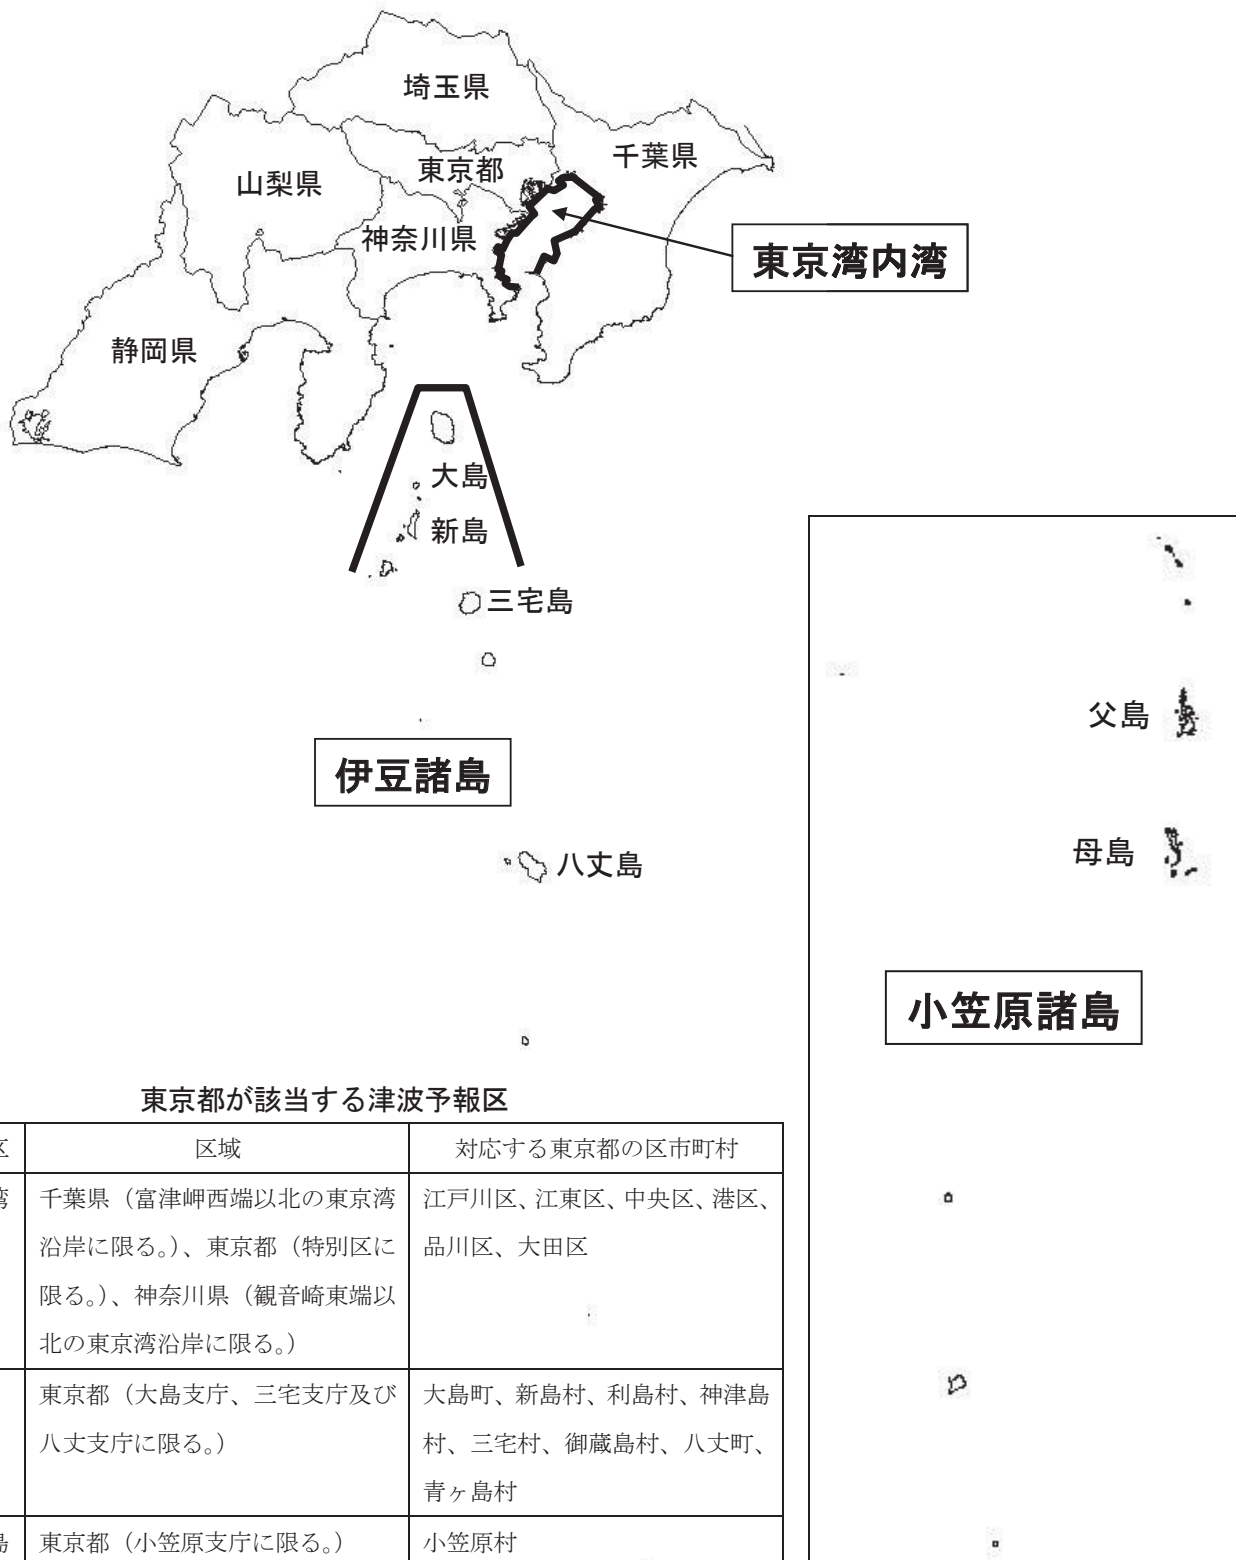 埼玉県
千葉県
東京都
山梨県
神奈川県
東京湾内湾
静岡県
大島
新島
三宅島
父島
伊豆諸島
母島
八丈島
小笠原諸島
東京都が該当する津波予報区
区 区域 対応する東京都の区市町村
湾 千葉県（富津岬西端以北の東京湾 江戸川区、江東区、中央区、港区、
沿岸に限る。）、東京都（特別区に 品川区、大田区
限る。）、神奈川県（観音崎東端以
北の東京湾沿岸に限る。）
東京都（大島支庁、三宅支庁及び 大島町、新島村、利島村、神津島
八丈支庁に限る。） 村、三宅村、御蔵島村、八丈町、
青ヶ島村
島 東京都（小笠原支庁に限る。） 小笠原村